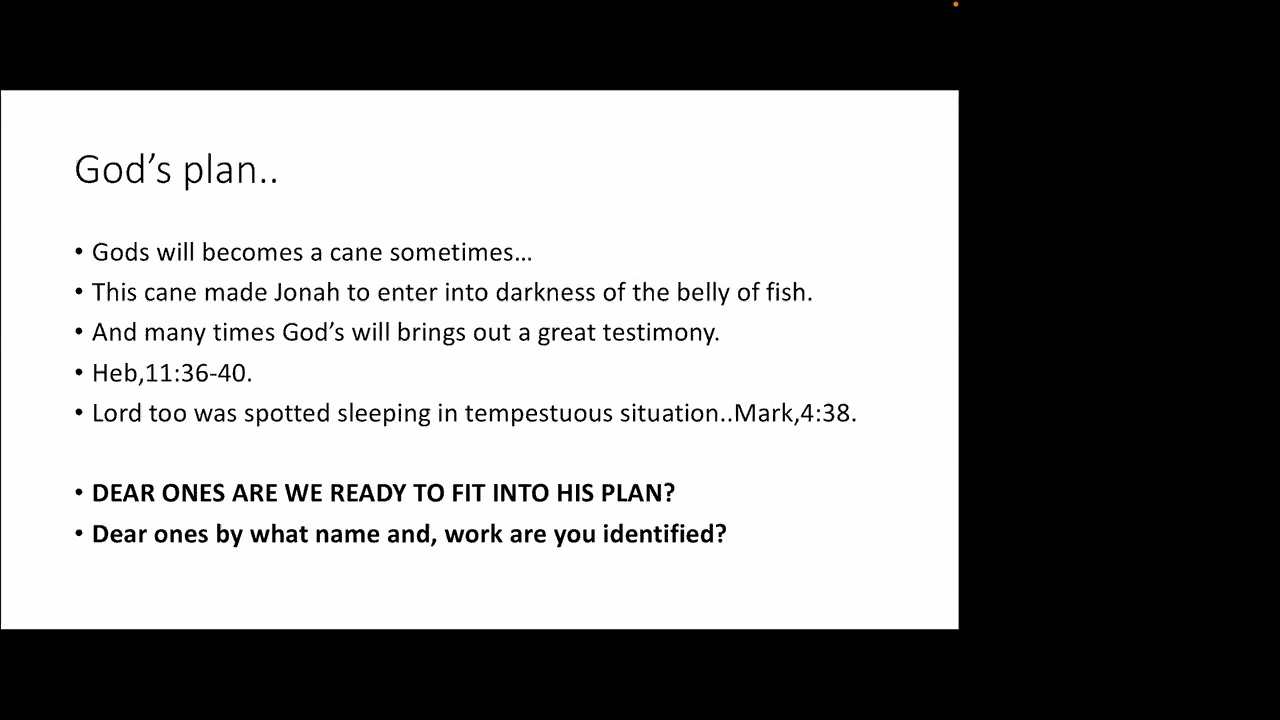 God’s plan..
• Gods will becomes a cane sometimes…
• This cane made Jonah to enter into darkness of the belly of fish.
• And many times God’s will brings out a great testimony.
• Heb,11:36-40.
• Lord too was spotted sleeping in tempestuous situation..Mark,4:38.
• DEAR ONES ARE WE READY TO FIT INTO HIS PLAN?
• Dear ones by what name and, work are you identified?